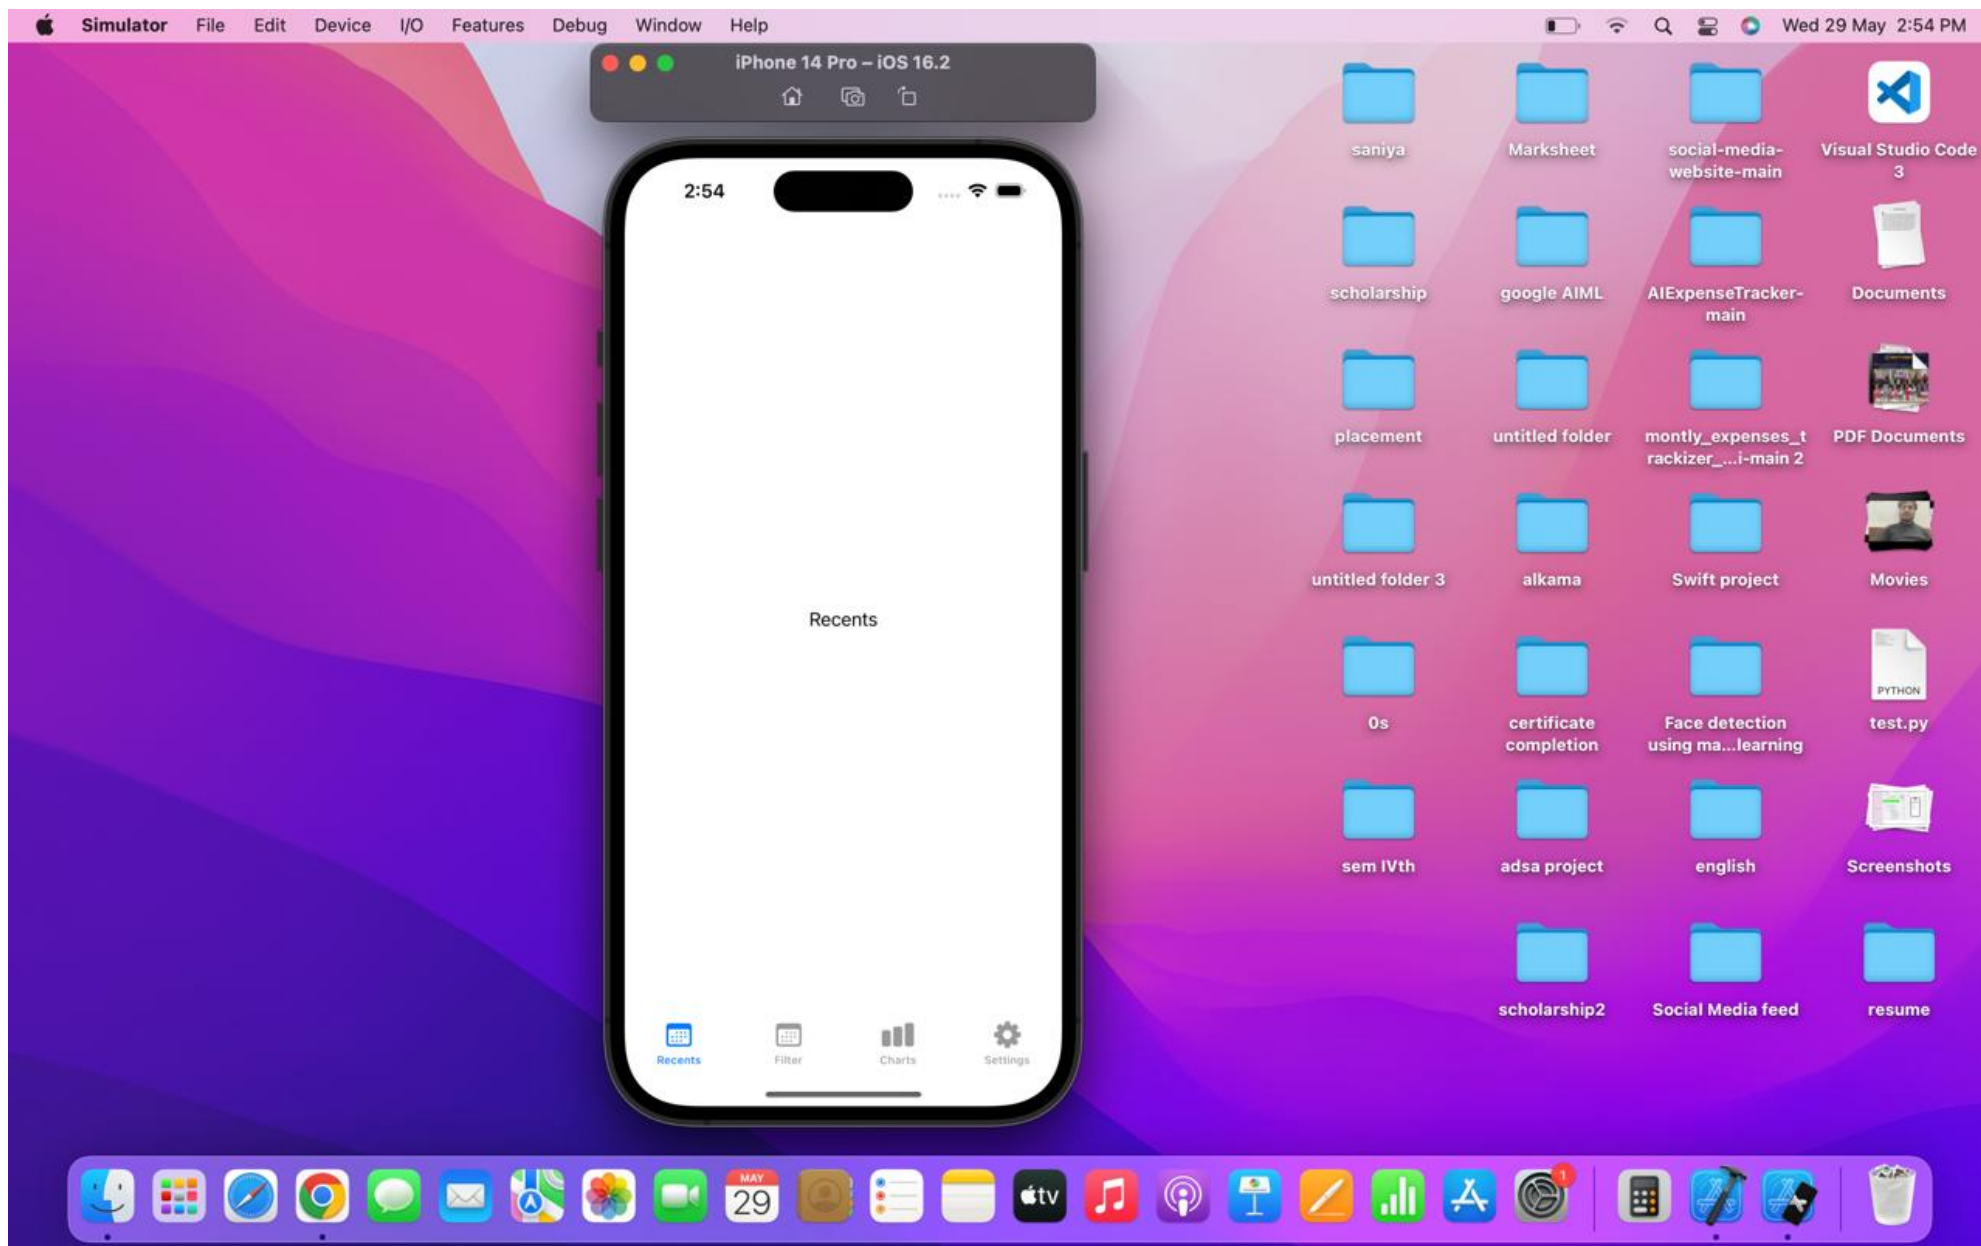 Simulator File Edit Device I/O Features Debug Window Help
Wed 29 May 2:54 PM
iPhone 14 Pro – iOS 16.2
2:54
Recents
Recents Filter Charts Settings
saniya
Marksheet
social-media-
website-main
Visual Studio Code
3
scholarship
google AIML
AIExpenseTracker-
main
Documents
placement
untitled folder
montly_expenses_t
rackizer_...i-main 2
PDF Documents
untitled folder 3
alkama
Swift project
Movies
PYTHON
0s
certificate
completion
Face detection
using ma...learning
test.py
sem IVth
adsa project
english
Screenshots
scholarship2
Social Media feed
resume
MAY
29
tv
1